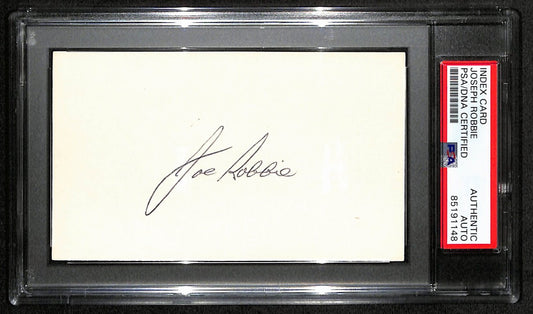 Joe Robbie
INDEX CARD
JOSEPH ROBBIE
PSA/DNA CERTIFIED
PSA
AUTHENTIC
AUTO
85191148